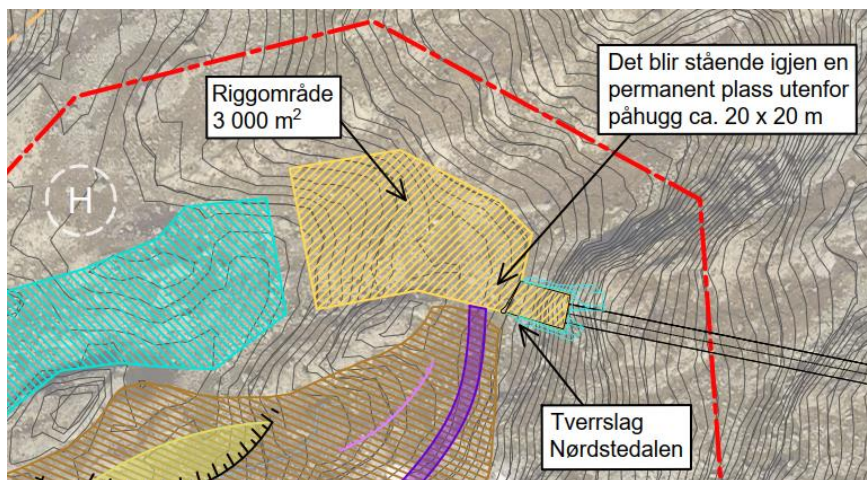 Riggområde
3 000 m²
Det blir stående igjen en
permanent plass utenfor
påhugg ca. 20 x 20 m
H
Tverrslag
Nørdstedalen